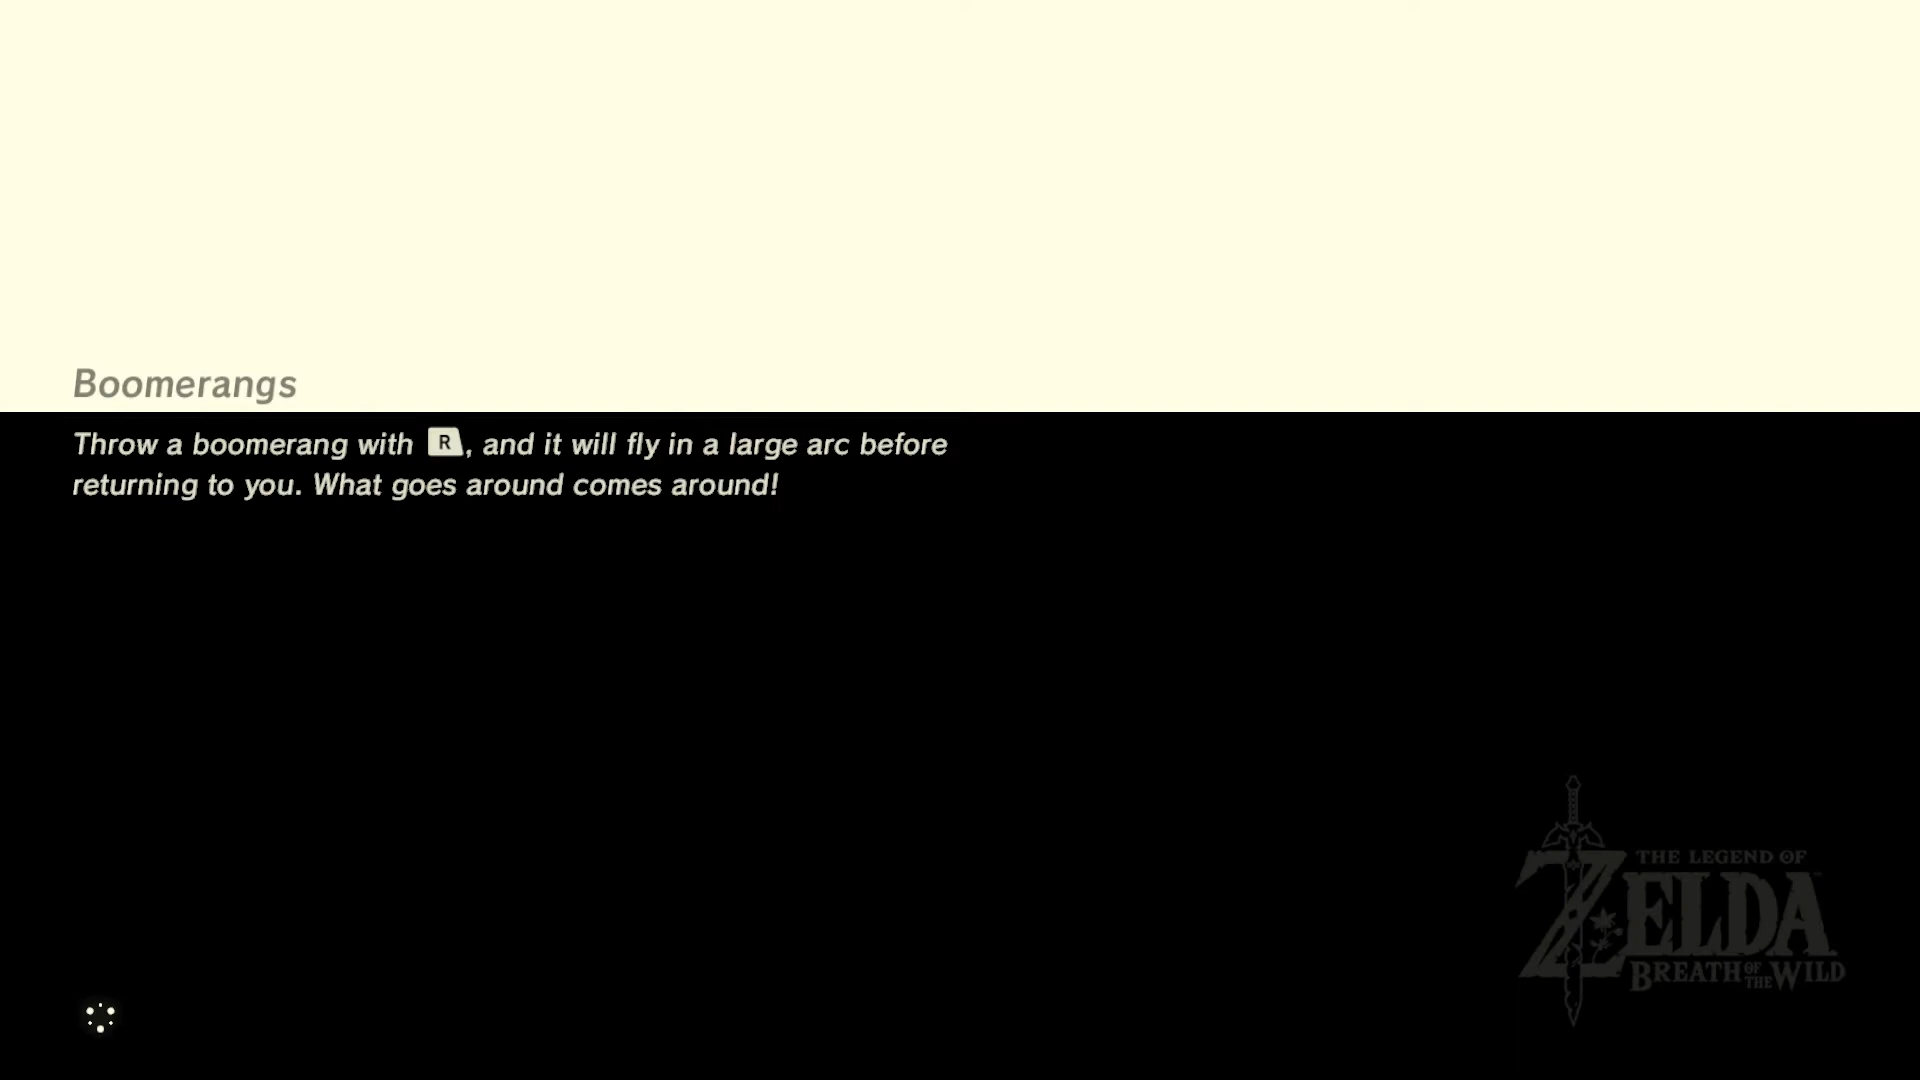 Boomerangs
Throw a boomerang with R, and it will fly in a large arc before
returning to you. What goes around comes around!
THE LEGEND OF
ZELDA
BREATH OF THE WILD